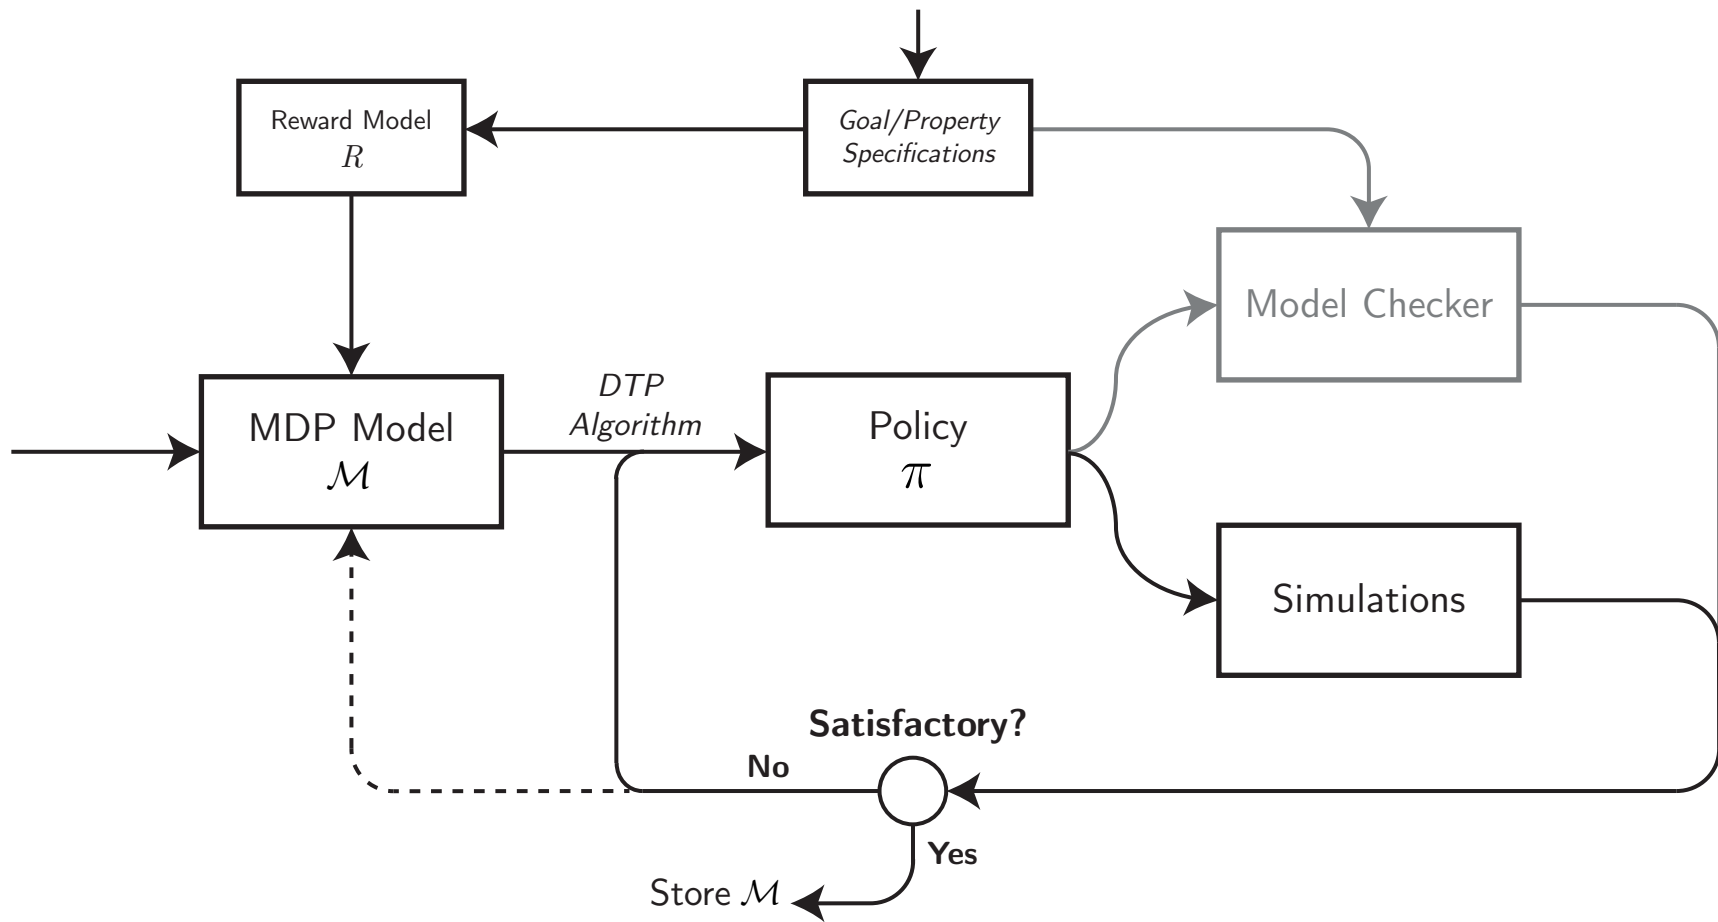 Reward Model
R
Goal/Property
Specifications
Model Checker
DTP
Algorithm
MDP Model
ℳ
Policy
π
Simulations
Satisfactory?
No
Yes
Store ℳ